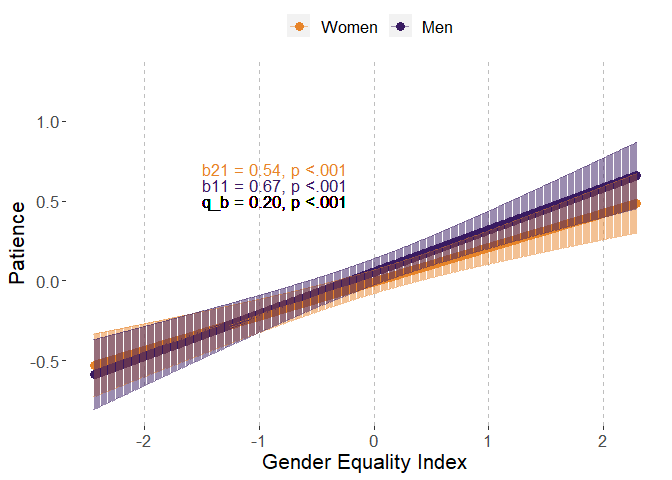 Women Men
1.0
b21 = 0.54, p <.001
b11 = 0.67, p <.001
q_b = 0.20, p <.001
0.5
0.0
-0.5
Patience
-2 -1 0 1 2
Gender Equality Index